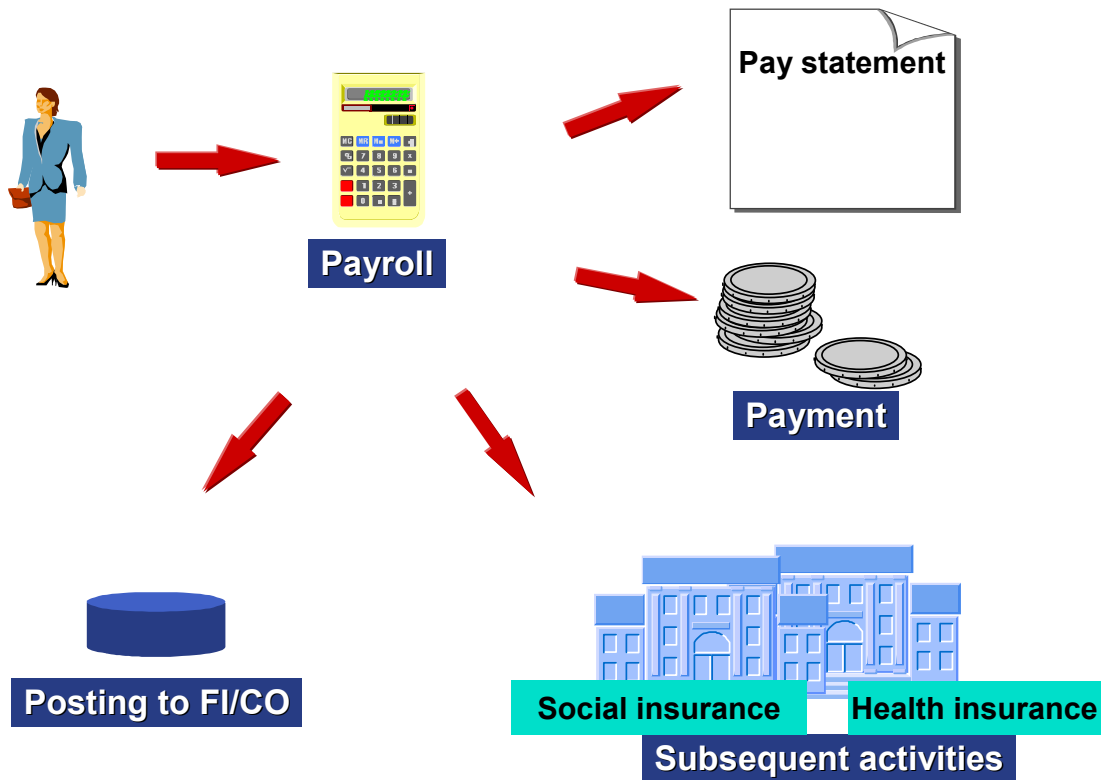 Pay statement
Payroll
Payment
Posting to FI/CO
Social insurance
Health insurance
Subsequent activities